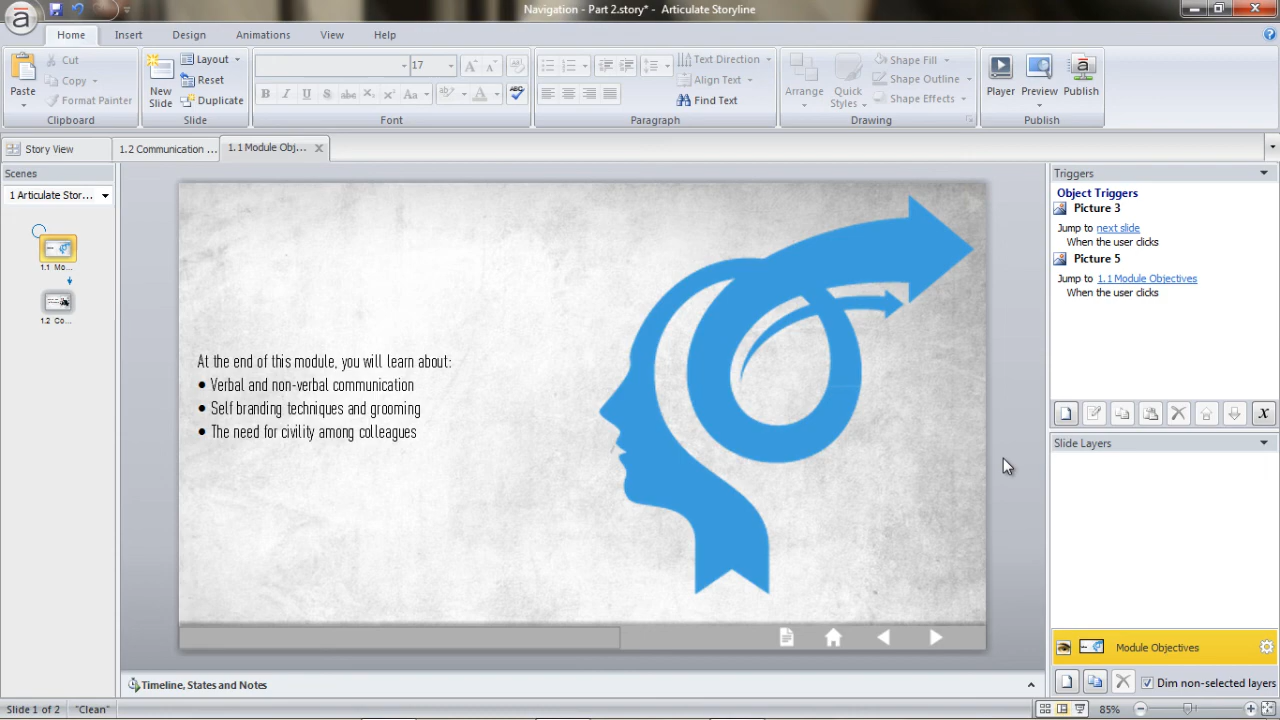 Navigation - Part 2.story* - Articulate Storyline
Home Insert Design Animations View Help
Paste
Cut
Copy
Format Painter
Clipboard
New Slide
Layout
Reset
Duplicate
Slide
17
B I U S abc Aa A
Font
Text Direction
Align Text
Find Text
Paragraph
Arrange
Quick Styles
Shape Fill
Shape Outline
Shape Effects
Drawing
Player Preview Publish
Publish
Story View
1.2 Communication ...
1.1 Module Obj...
Scenes
1 Articulate Stor...
1.1 Mo...
1.2 Co...
At the end of this module, you will learn about:
● Verbal and non-verbal communication
● Self branding techniques and grooming
● The need for civility among colleagues
Triggers
Object Triggers
Picture 3
Jump to next slide
When the user clicks
Picture 5
Jump to 1.1 Module Objectives
When the user clicks
Slide Layers
Module Objectives
Dim non-selected layers
Timeline, States and Notes
Slide 1 of 2 "Clean" 85%